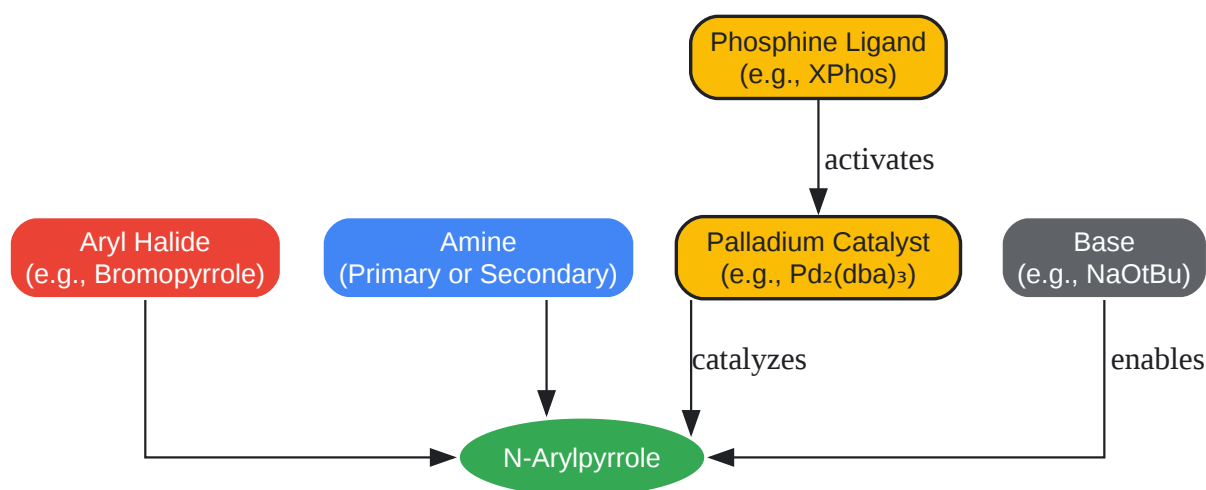 Phosphine Ligand
(e.g., XPhos)
activates
Aryl Halide
(e.g., Bromopyrrole)
Amine
(Primary or Secondary)
Palladium Catalyst
(e.g., Pd₂(dba)₃)
Base
(e.g., NaOtBu)
catalyzes
enables
N-Arylpyrrole